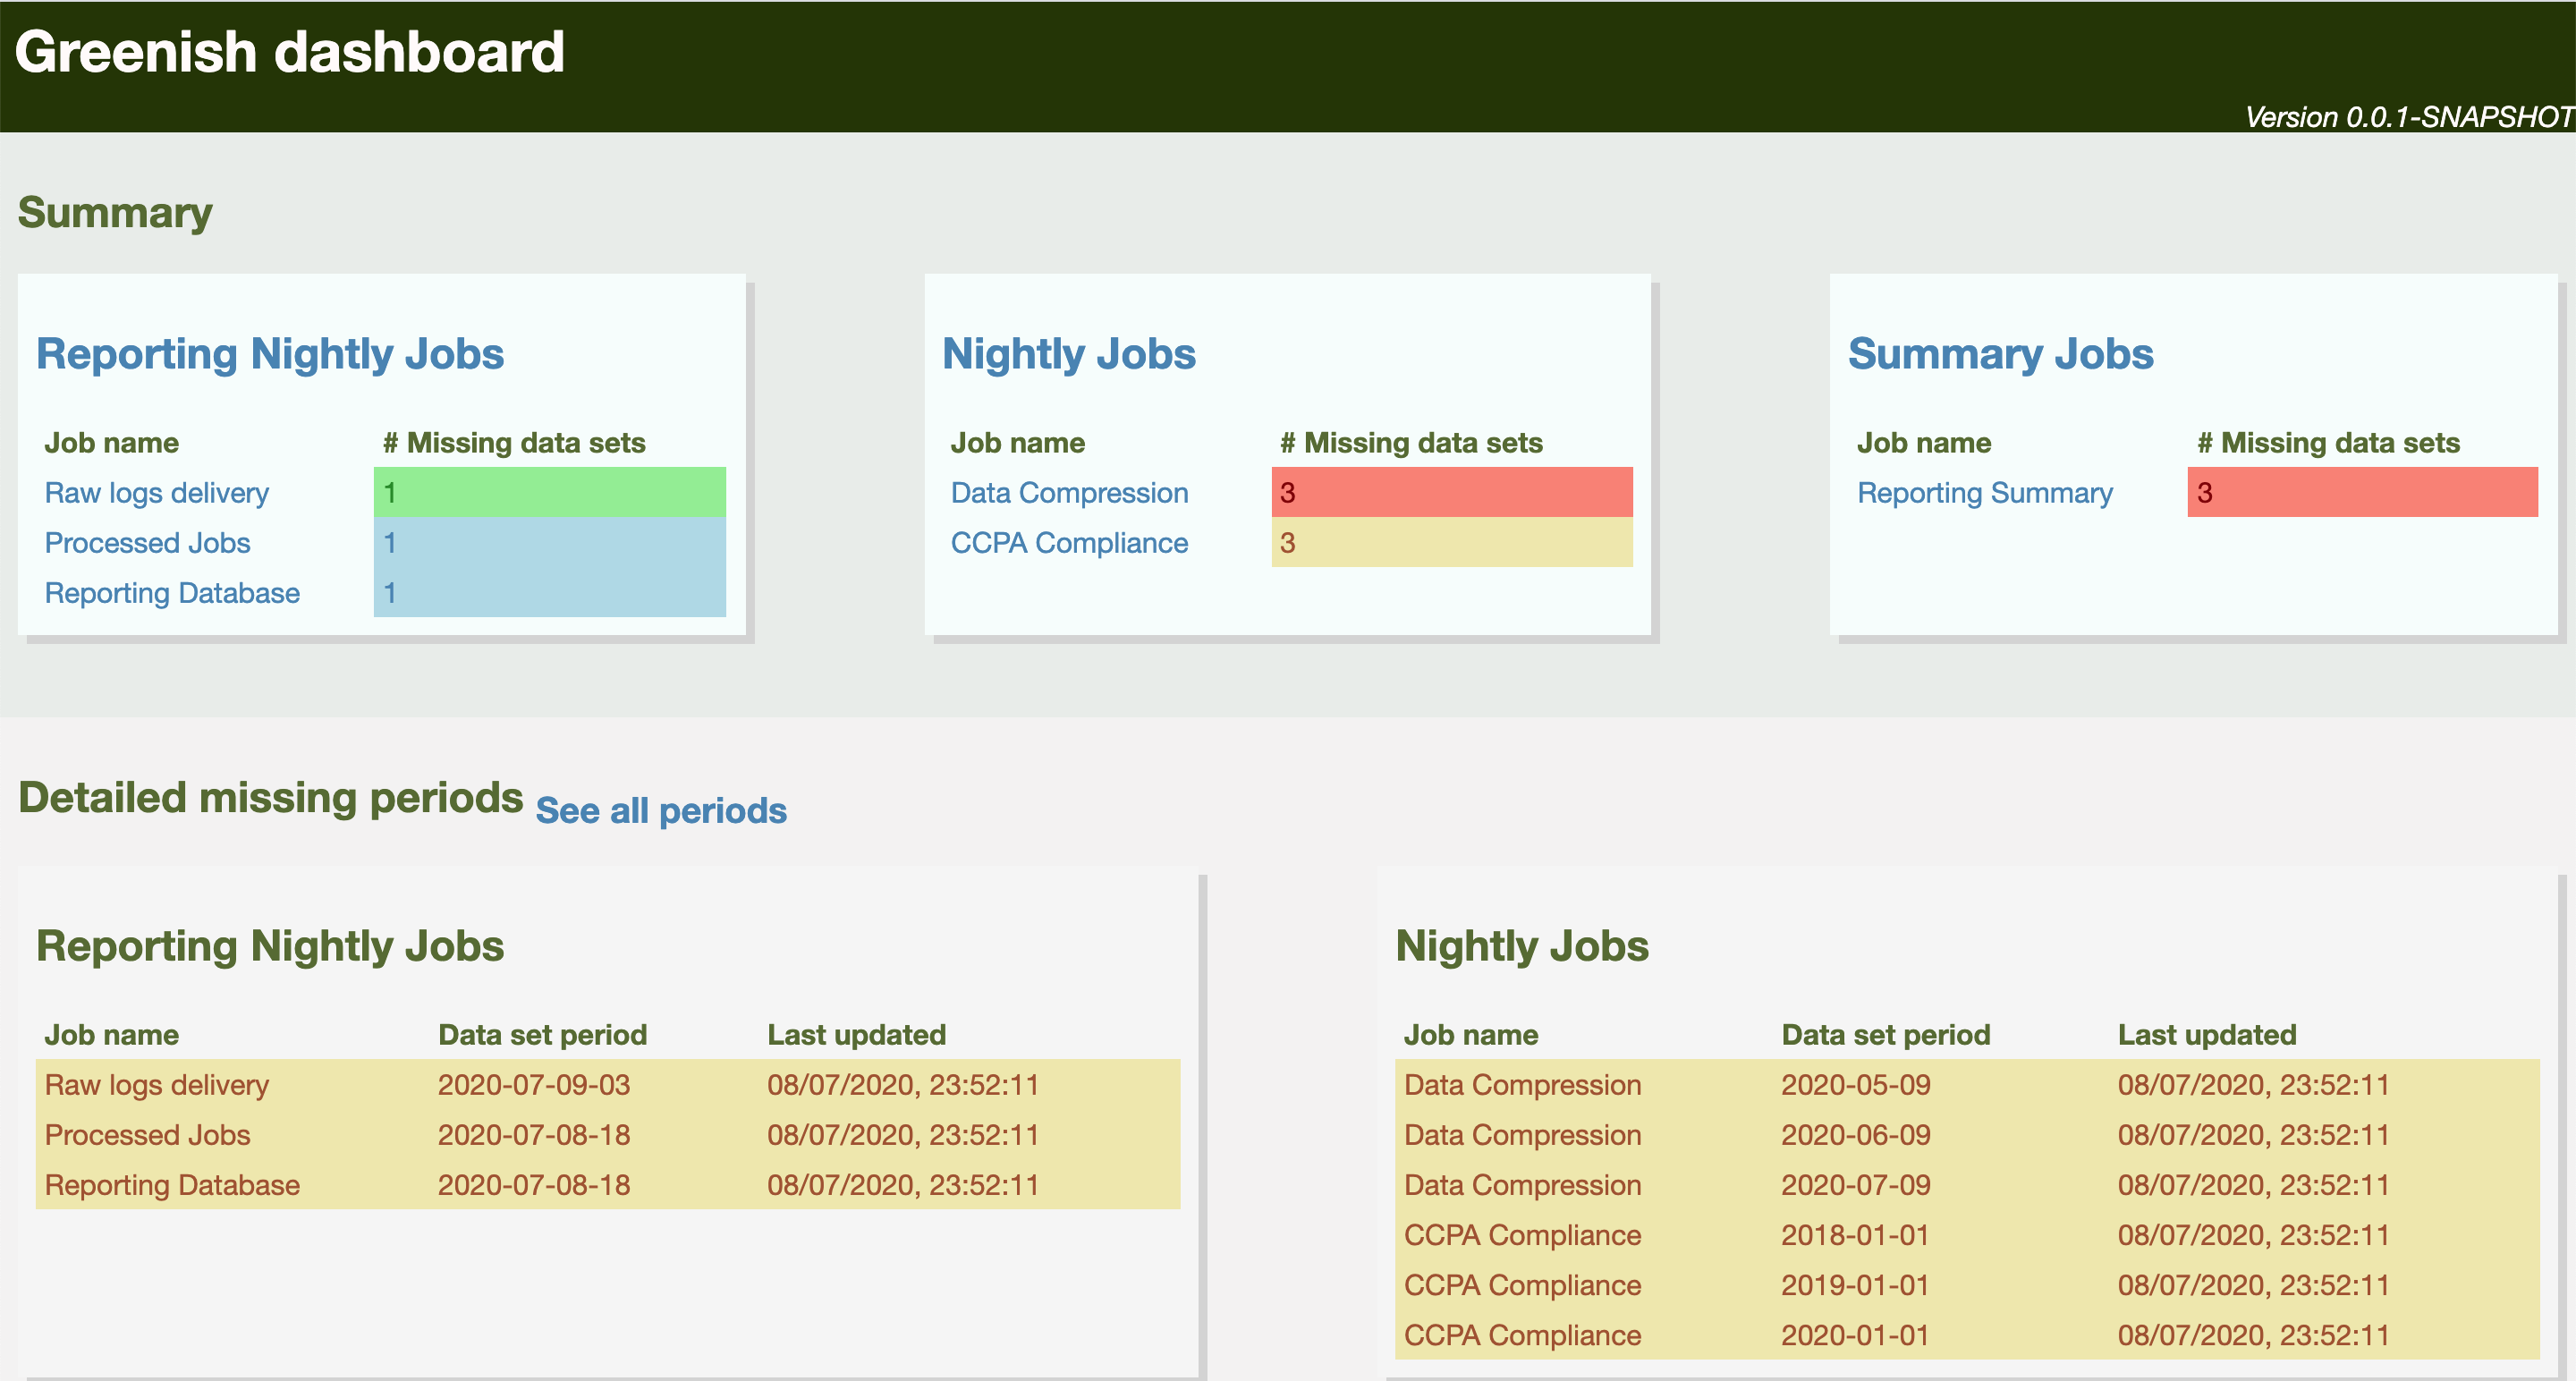 Greenish dashboard
Version 0.0.1-SNAPSHOT
Summary
Reporting Nightly Jobs
Job name # Missing data sets
Raw logs delivery 1
Processed Jobs 1
Reporting Database 1
Nightly Jobs
Job name # Missing data sets
Data Compression 3
CCPA Compliance 3
Summary Jobs
Job name # Missing data sets
Reporting Summary 3
Detailed missing periods See all periods
Reporting Nightly Jobs
Job name Data set period Last updated
Raw logs delivery 2020-07-09-03 08/07/2020, 23:52:11
Processed Jobs 2020-07-08-18 08/07/2020, 23:52:11
Reporting Database 2020-07-08-18 08/07/2020, 23:52:11
Nightly Jobs
Job name Data set period Last updated
Data Compression 2020-05-09 08/07/2020, 23:52:11
Data Compression 2020-06-09 08/07/2020, 23:52:11
Data Compression 2020-07-09 08/07/2020, 23:52:11
CCPA Compliance 2018-01-01 08/07/2020, 23:52:11
CCPA Compliance 2019-01-01 08/07/2020, 23:52:11
CCPA Compliance 2020-01-01 08/07/2020, 23:52:11